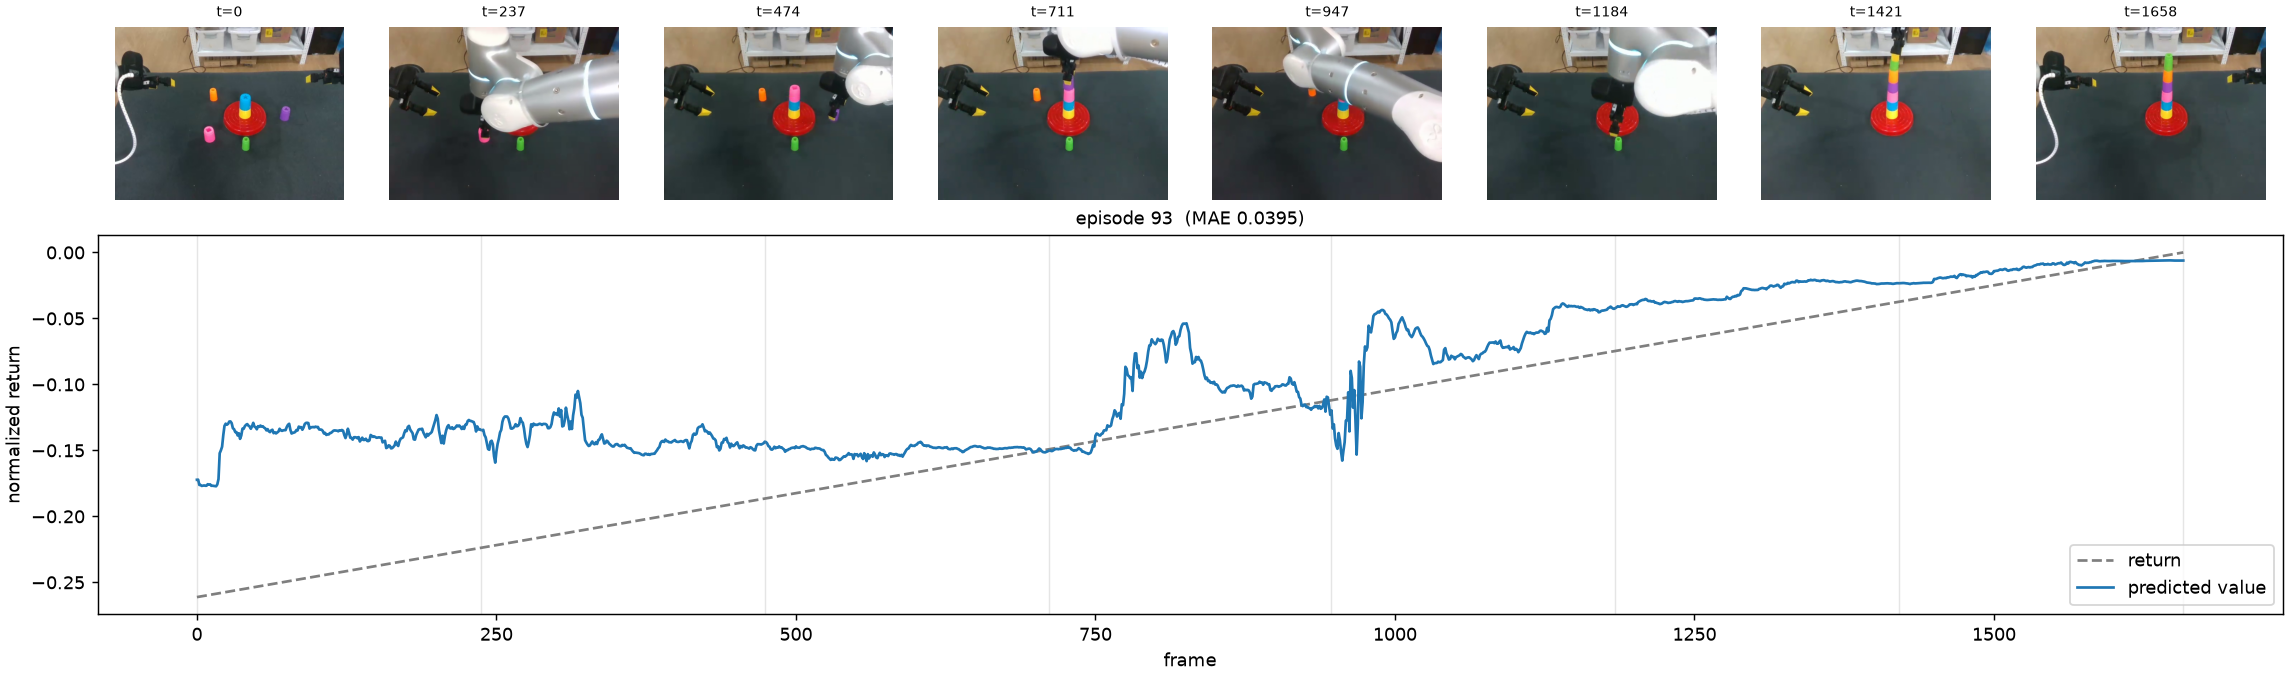 t=0
t=237
t=474
t=711
t=947
t=1184
t=1421
t=1658
episode 93 (MAE 0.0395)
normalized return
0.00
−0.05
−0.10
−0.15
−0.20
−0.25
return
predicted value
0
250
500
750
1000
1250
1500
frame